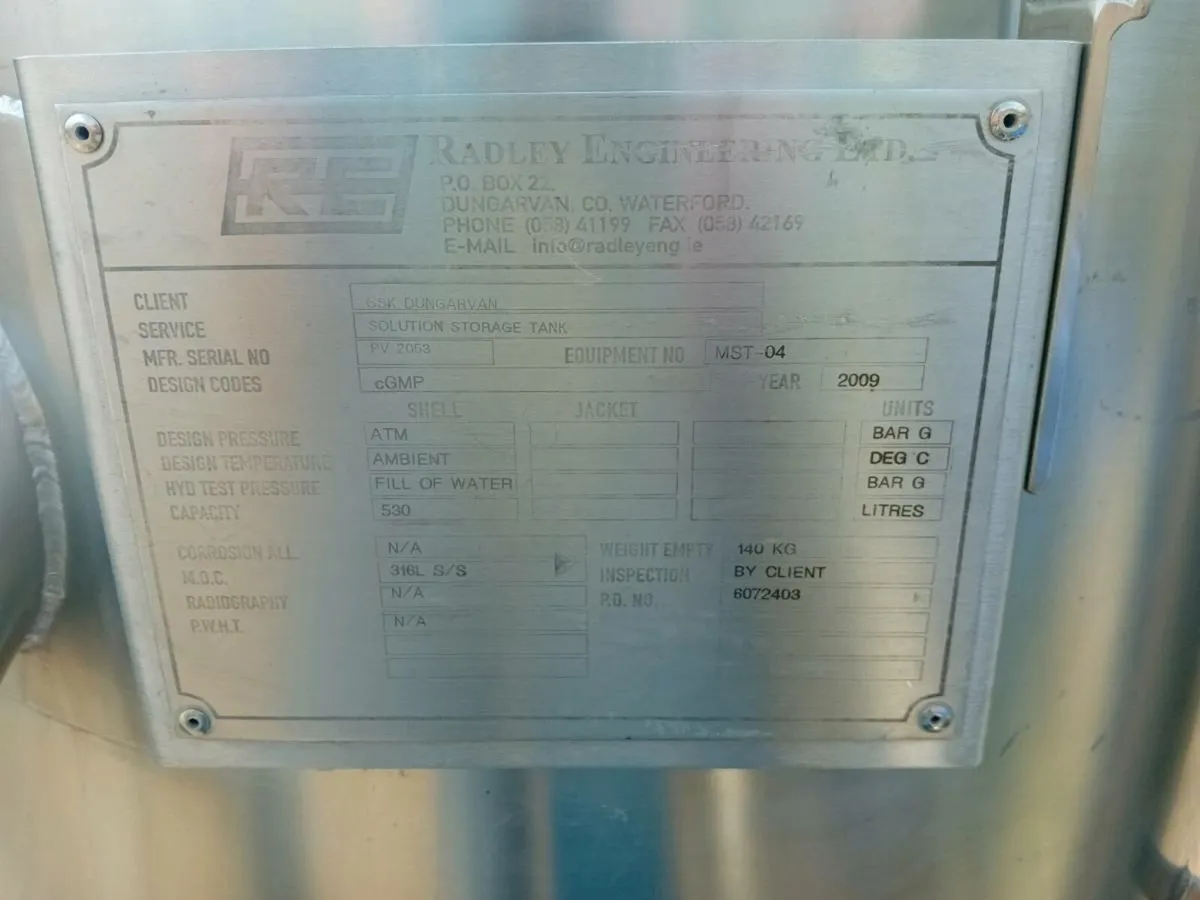 RE RADLEY ENGINEERING LTD.
P.O. BOX 22,
DUNGARVAN, CO. WATERFORD.
PHONE (058) 41199 FAX (058) 42169
E-MAIL info@radleyeng.ie
CLIENT GSK DUNGARVAN
SERVICE SOLUTION STORAGE TANK
MFR. SERIAL NO PV 2053 EQUIPMENT NO MST-04
DESIGN CODES cGMP YEAR 2009
SHELL JACKET UNITS
DESIGN PRESSURE ATM BAR G
DESIGN TEMPERATURE AMBIENT DEG C
HYD TEST PRESSURE FILL OF WATER BAR G
CAPACITY 530 LITRES
CORROSION ALL. N/A WEIGHT EMPTY 140 KG
M.O.C. 316L S/S INSPECTION BY CLIENT
RADIOGRAPHY N/A P.O. NO. 6072403
P.W.H.T. N/A